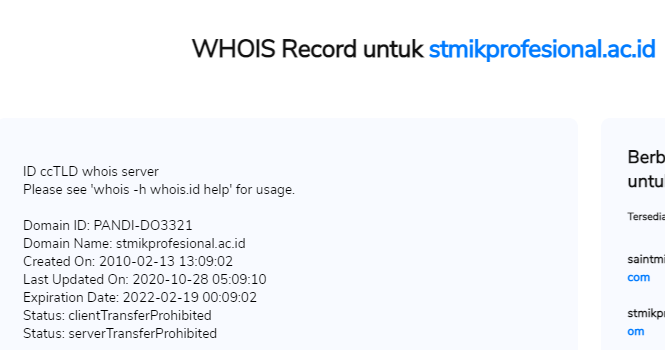 WHOIS Record untuk stmikprofesional.ac.id
ID ccTLD whois server
Please see 'whois -h whois.id help' for usage.
Domain ID: PANDI-DO3321
Domain Name: stmikprofesional.ac.id
Created On: 2010-02-13 13:09:02
Last Updated On: 2020-10-28 05:09:10
Expiration Date: 2022-02-19 00:09:02
Status: clientTransferProhibited
Status: serverTransferProhibited
Berb
untu
Tersedia
saintmi
com
stmikpr
om